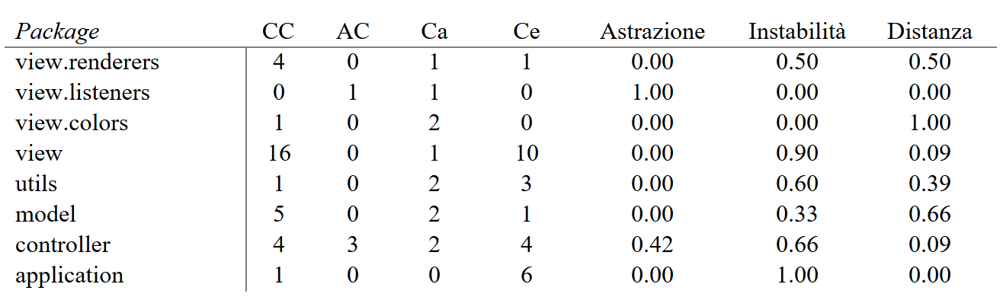 Package CC AC Ca Ce Astrazione Instabilità Distanza
view.renderers 4 0 1 1 0.00 0.50 0.50
view.listeners 0 1 1 0 1.00 0.00 0.00
view.colors 1 0 2 0 0.00 0.00 1.00
view 16 0 1 10 0.00 0.90 0.09
utils 1 0 2 3 0.00 0.60 0.39
model 5 0 2 1 0.00 0.33 0.66
controller 4 3 2 4 0.42 0.66 0.09
application 1 0 0 6 0.00 1.00 0.00